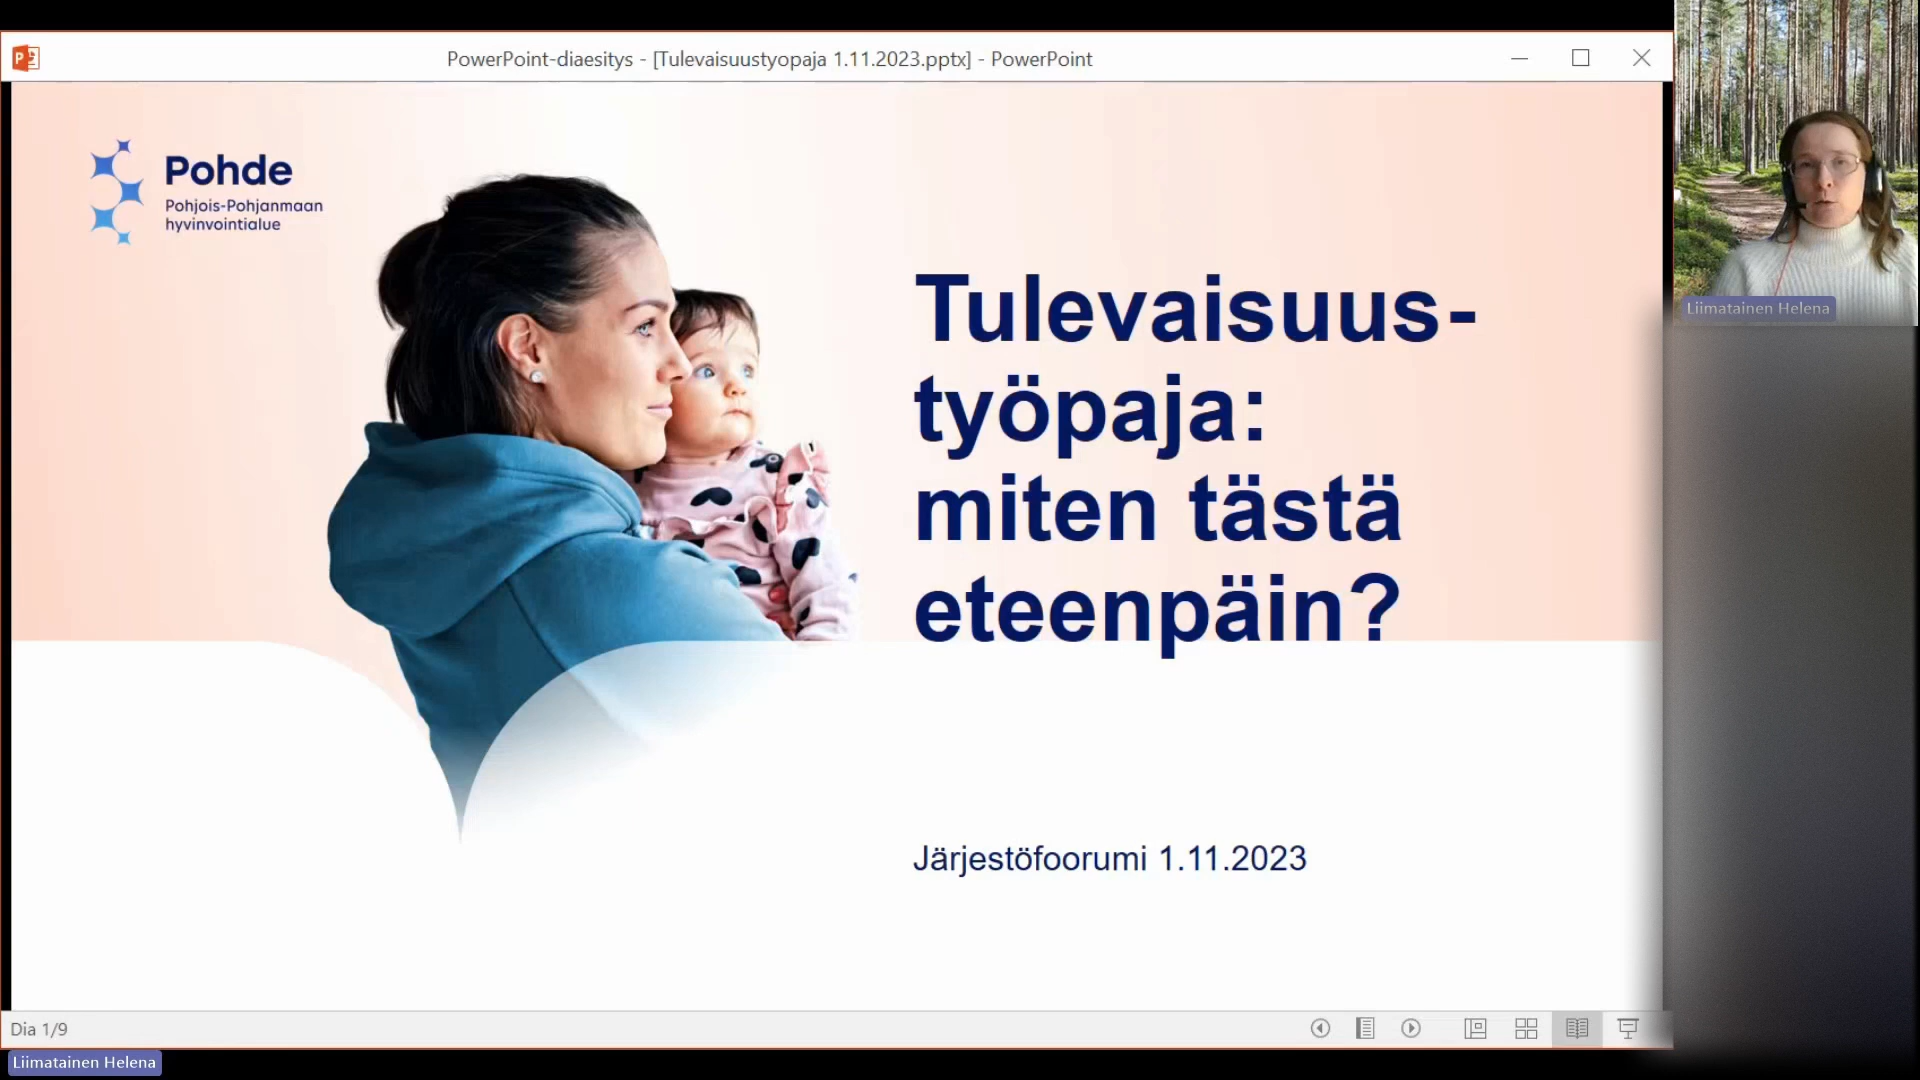 PowerPoint-diaesitys - [Tulevaisuustyopaja 1.11.2023.pptx] - PowerPoint
Pohde
Pohjois-Pohjanmaan
hyvinvointialue
Tulevaisuus-
työpaja:
miten tästä
eteenpäin?
Järjestöfoorumi 1.11.2023
Liimatainen Helena
Dia 1/9
Liimatainen Helena